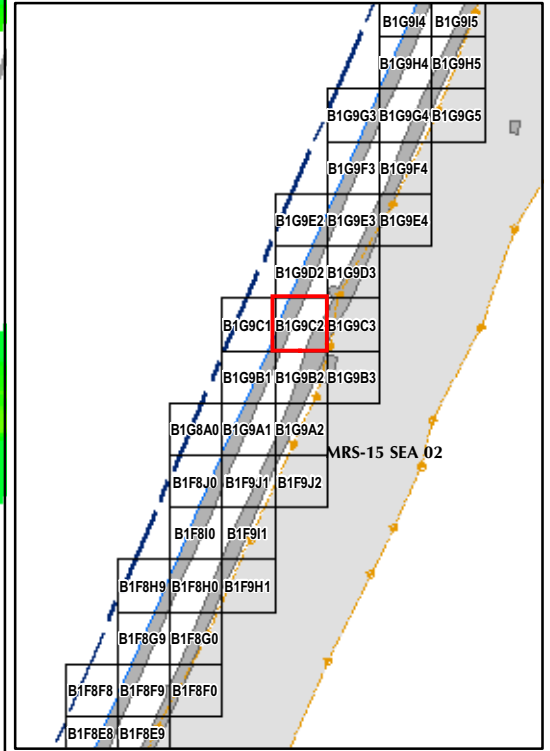 B1G9I4 B1G9I5
B1G9H4 B1G9H5
B1G9G3 B1G9G4 B1G9G5
B1G9F3 B1G9F4
B1G9E2 B1G9E3 B1G9E4
B1G9D2 B1G9D3
B1G9C1 B1G9C2 B1G9C3
B1G9B1 B1G9B2 B1G9B3
B1G8A0 B1G9A1 B1G9A2
MRS-15 SEA 02
B1F8J0 B1F9J1 B1F9J2
B1F8I0 B1F9I1
B1F8H9 B1F8H0 B1F9H1
B1F8G9 B1F8G0
B1F8F8 B1F8F9 B1F8F0
B1F8E8 B1F8E9